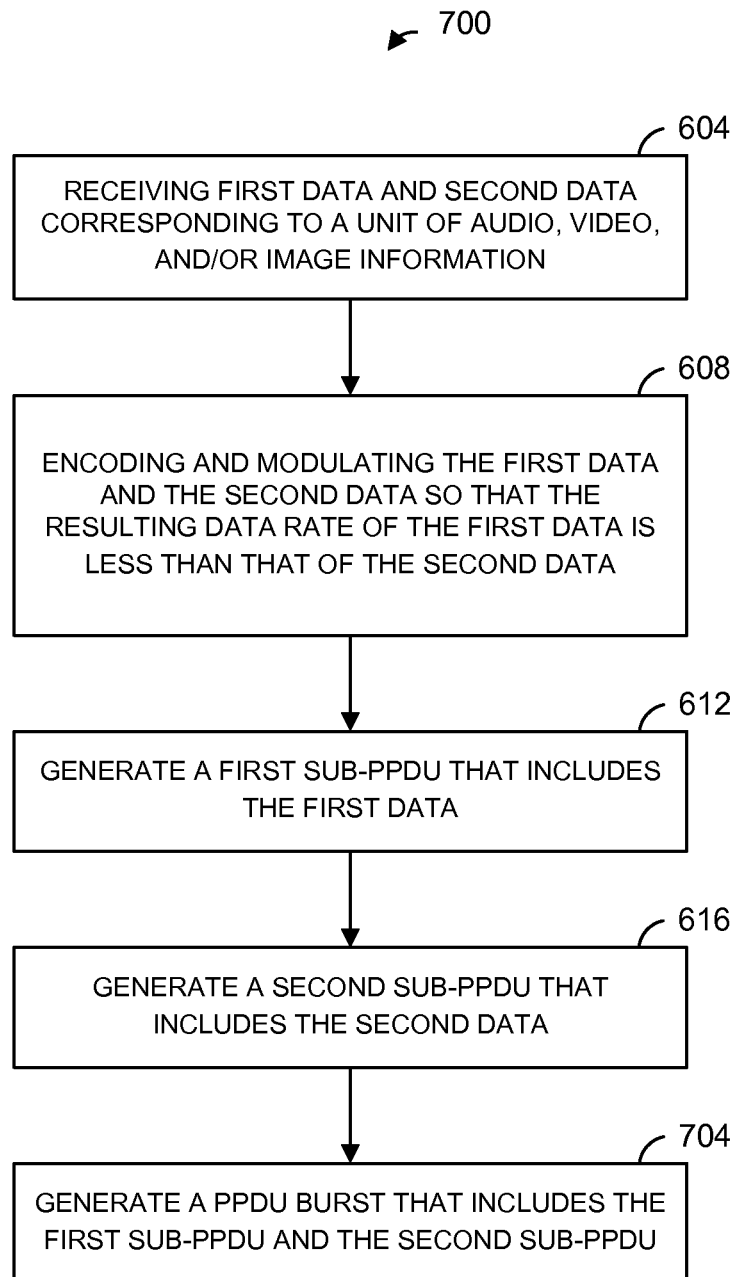 700
604
RECEIVING FIRST DATA AND SECOND DATA
CORRESPONDING TO A UNIT OF AUDIO, VIDEO,
AND/OR IMAGE INFORMATION
608
ENCODING AND MODULATING THE FIRST DATA
AND THE SECOND DATA SO THAT THE
RESULTING DATA RATE OF THE FIRST DATA IS
LESS THAN THAT OF THE SECOND DATA
612
GENERATE A FIRST SUB-PPDU THAT INCLUDES
THE FIRST DATA
616
GENERATE A SECOND SUB-PPDU THAT
INCLUDES THE SECOND DATA
704
GENERATE A PPDU BURST THAT INCLUDES THE
FIRST SUB-PPDU AND THE SECOND SUB-PPDU